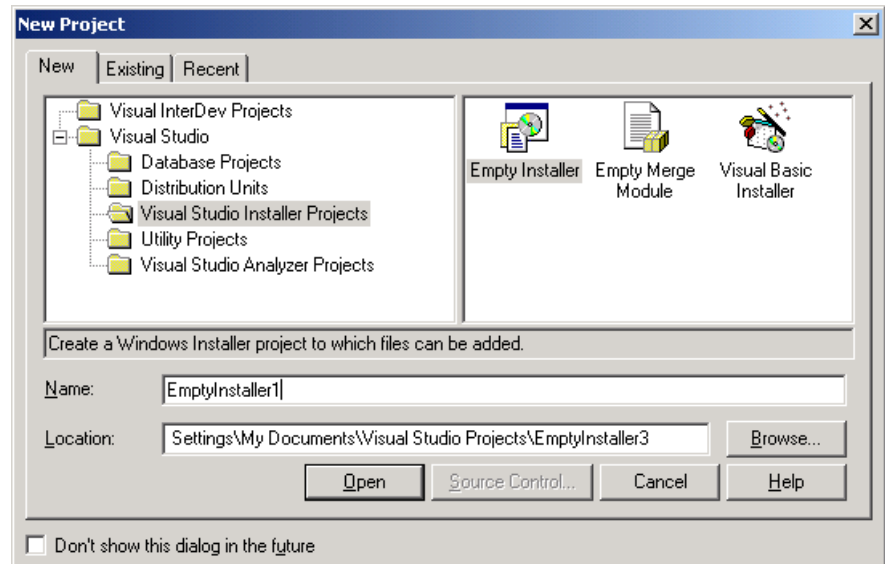 New Project
New Existing Recent
Visual InterDev Projects
Visual Studio
Database Projects
Distribution Units
Visual Studio Installer Projects
Utility Projects
Visual Studio Analyzer Projects
Empty Installer
Empty Merge
Module
Visual Basic
Installer
Create a Windows Installer project to which files can be added.
Name: EmptyInstaller1
Location: Settings\My Documents\Visual Studio Projects\EmptyInstaller3 Browse...
Open Source Control... Cancel Help
Don't show this dialog in the future